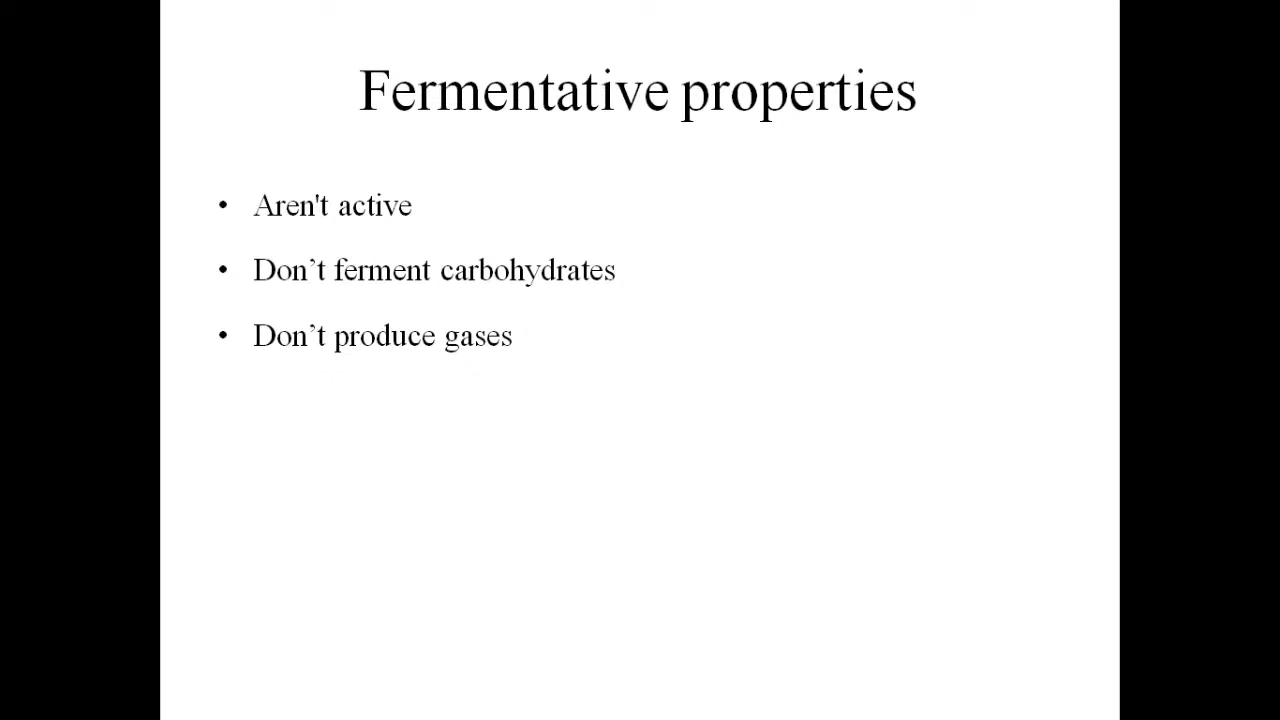 Fermentative properties
• Aren't active
• Don’t ferment carbohydrates
• Don’t produce gases